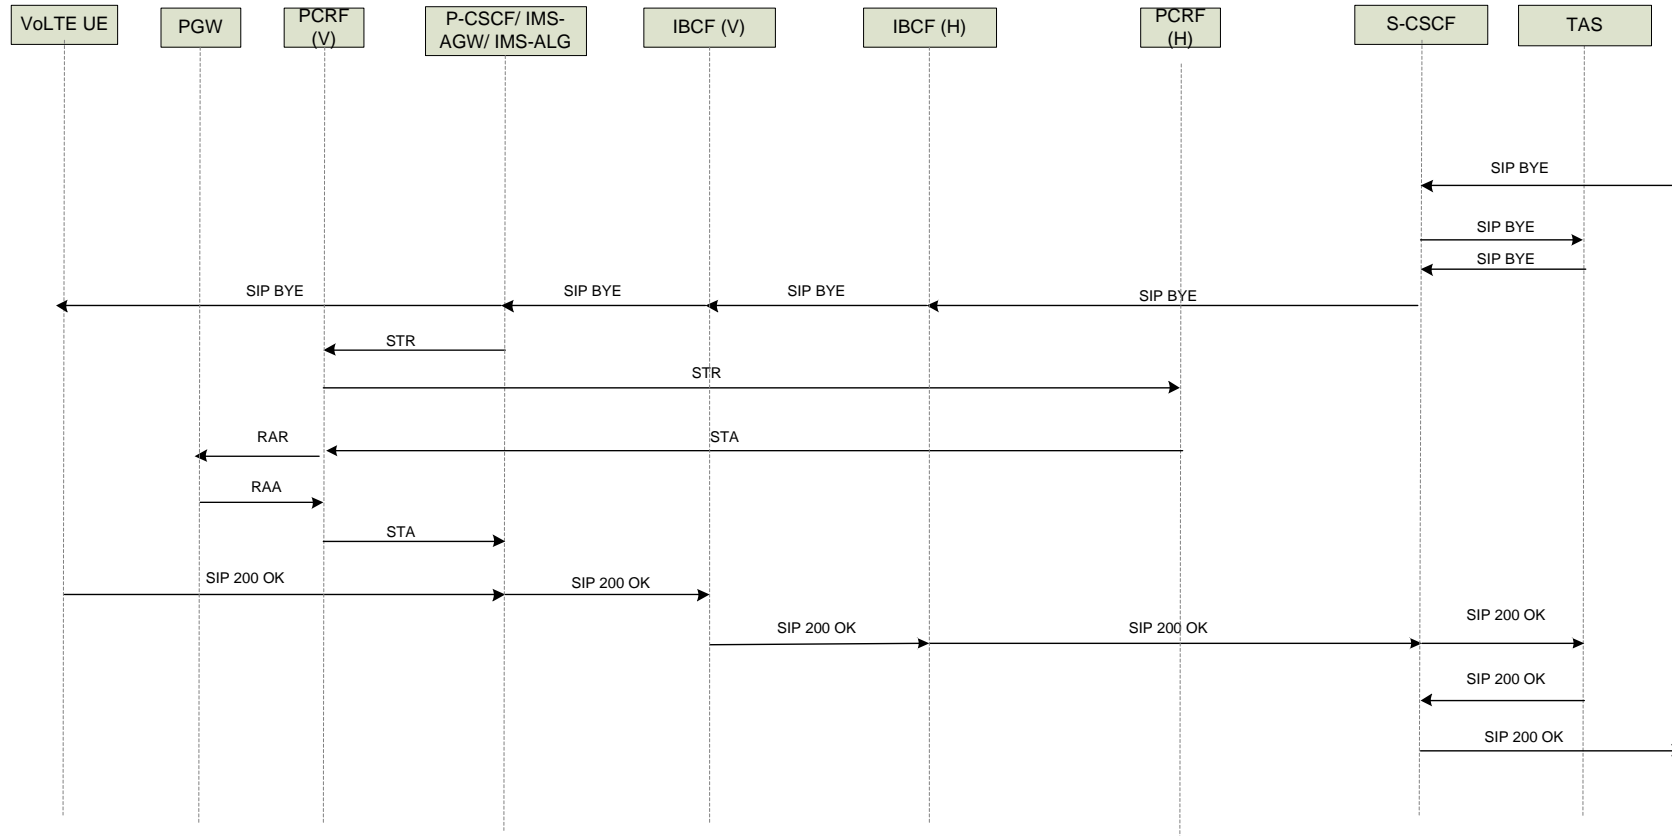 VoLTE UE
PGW
PCRF
(V)
P-CSCF/ IMS-
AGW/ IMS-ALG
IBCF (V)
IBCF (H)
PCRF
(H)
S-CSCF
TAS
SIP BYE
SIP BYE
SIP BYE
SIP BYE
SIP BYE
SIP BYE
SIP BYE
STR
STR
RAR
STA
RAA
STA
SIP 200 OK
SIP 200 OK
SIP 200 OK
SIP 200 OK
SIP 200 OK
SIP 200 OK
SIP 200 OK